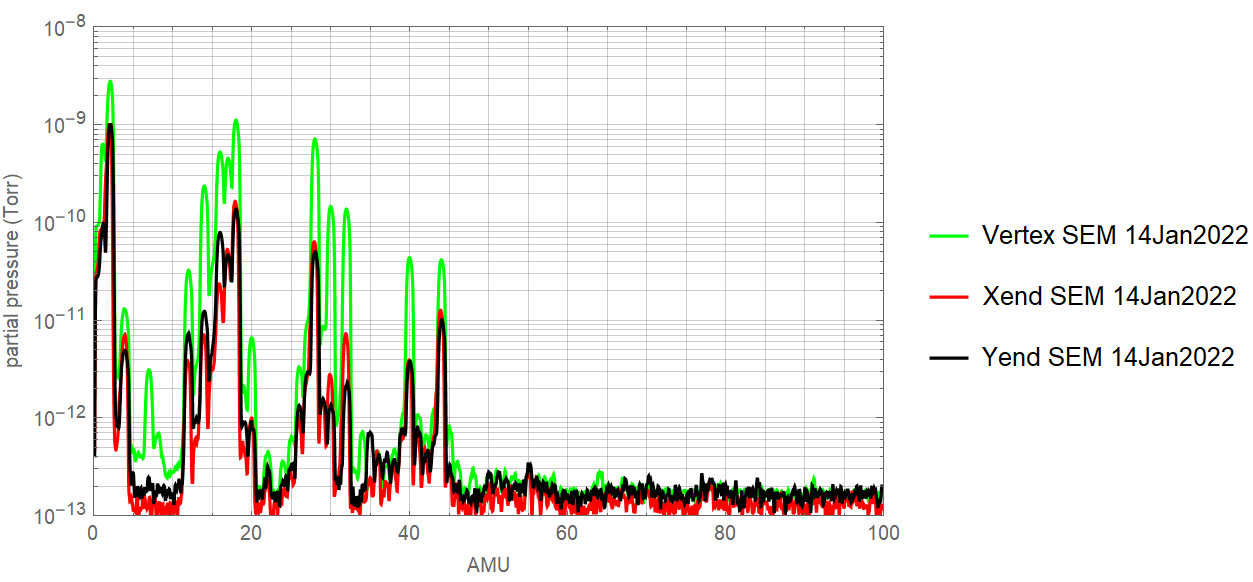 10⁻⁸
10⁻⁹
10⁻¹⁰
10⁻¹¹
10⁻¹²
10⁻¹³
partial pressure (Torr)
0 20 40 60 80 100
AMU
Vertex SEM 14Jan2022
Xend SEM 14Jan2022
Yend SEM 14Jan2022